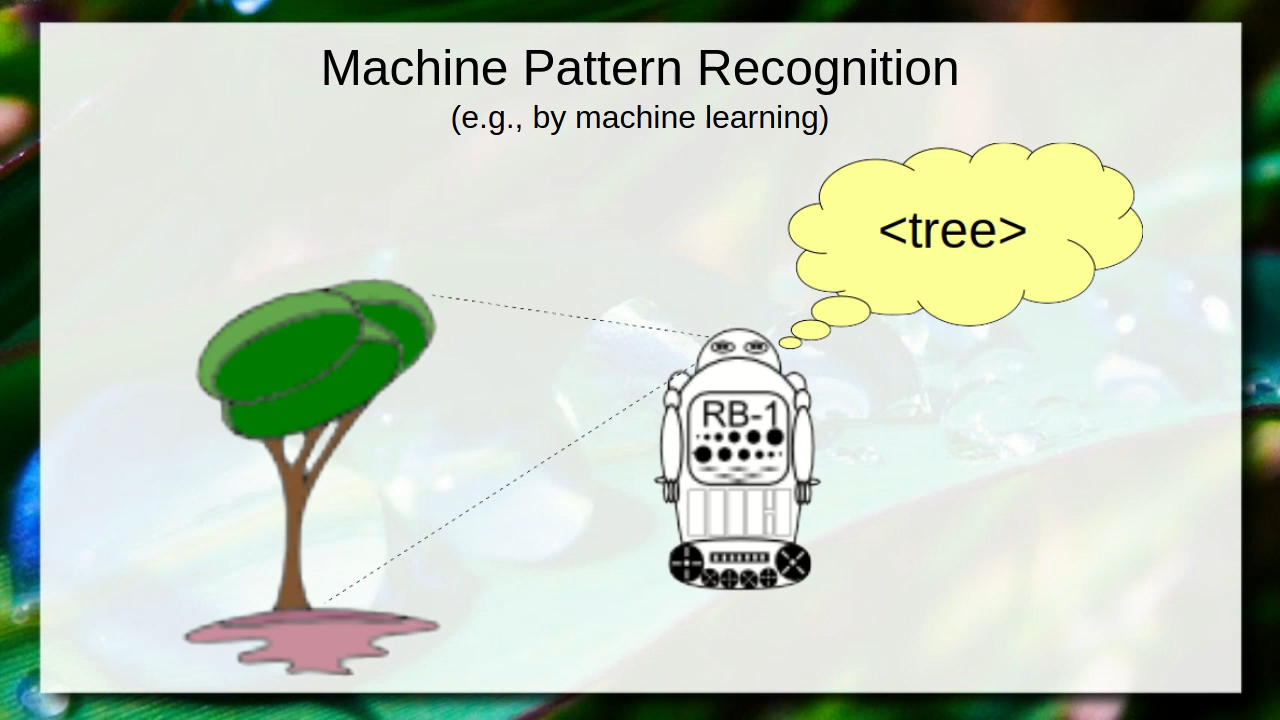 Machine Pattern Recognition
(e.g., by machine learning)
<tree>
RB-1